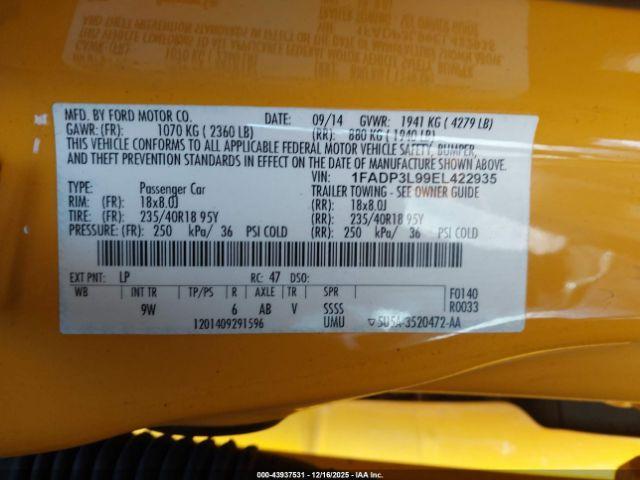 MFD. BY FORD MOTOR CO. DATE: 09/14 GVWR: 1941 KG ( 4279 LB)
GAWR: (FR): 1070 KG ( 2360 LB) (RR): 880 KG ( 1940 LB)
THIS VEHICLE CONFORMS TO ALL APPLICABLE FEDERAL MOTOR VEHICLE SAFETY, BUMPER,
AND THEFT PREVENTION STANDARDS IN EFFECT ON THE DATE OF MANUFACTURE SHOWN ABOVE.
VIN: 1FADP3L99EL422935
TYPE: Passenger Car TRAILER TOWING - SEE OWNER GUIDE
RIM: (FR): 18x8.0J (RR): 18x8.0J
TIRE: (FR): 235/40R18 95Y (RR): 235/40R18 95Y
PRESSURE: (FR): 250 kPa/ 36 PSI COLD (RR): 250 kPa/ 36 PSI COLD
EXT PNT: LP RC: 47 DSO:
WB INT TR TP/PS R AXLE TR SPR F0140
9W 6 AB V SSSS R0033
1201409291596 UMU 5U5A-3520472-AA
000-43937531 - 12/16/2025 - IAA Inc.